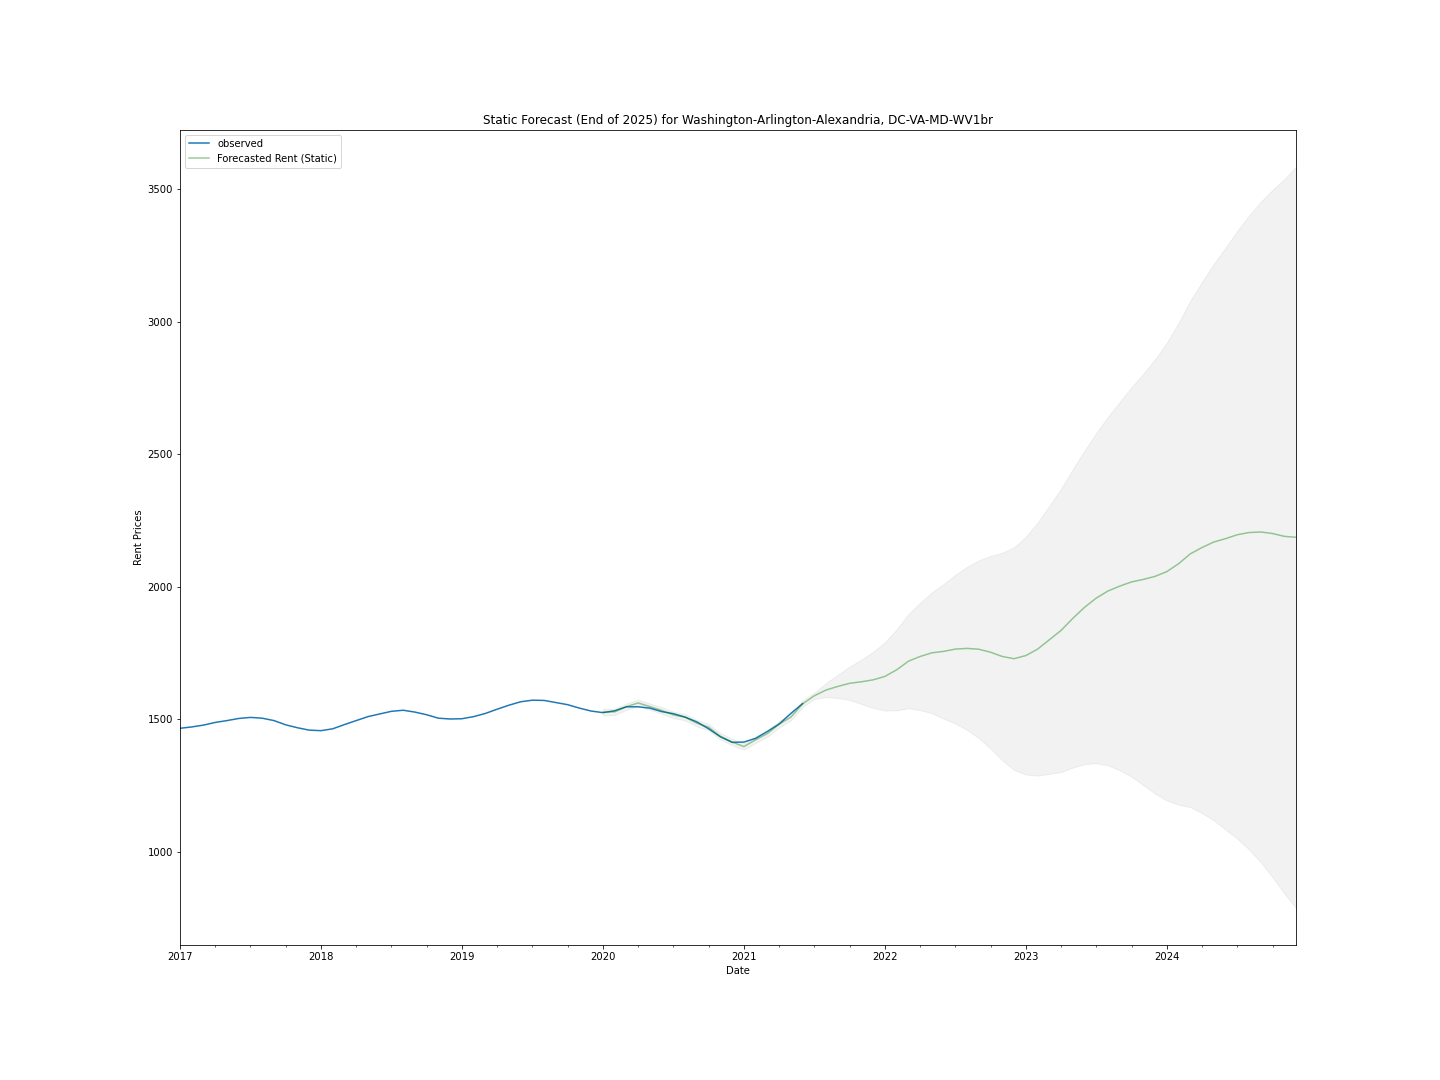 Static Forecast (End of 2025) for Washington-Arlington-Alexandria, DC-VA-MD-WV1br
observed
Forecasted Rent (Static)
3500
3000
2500
2000
1500
1000
Rent Prices
2017 2018 2019 2020 2021 2022 2023 2024
Date